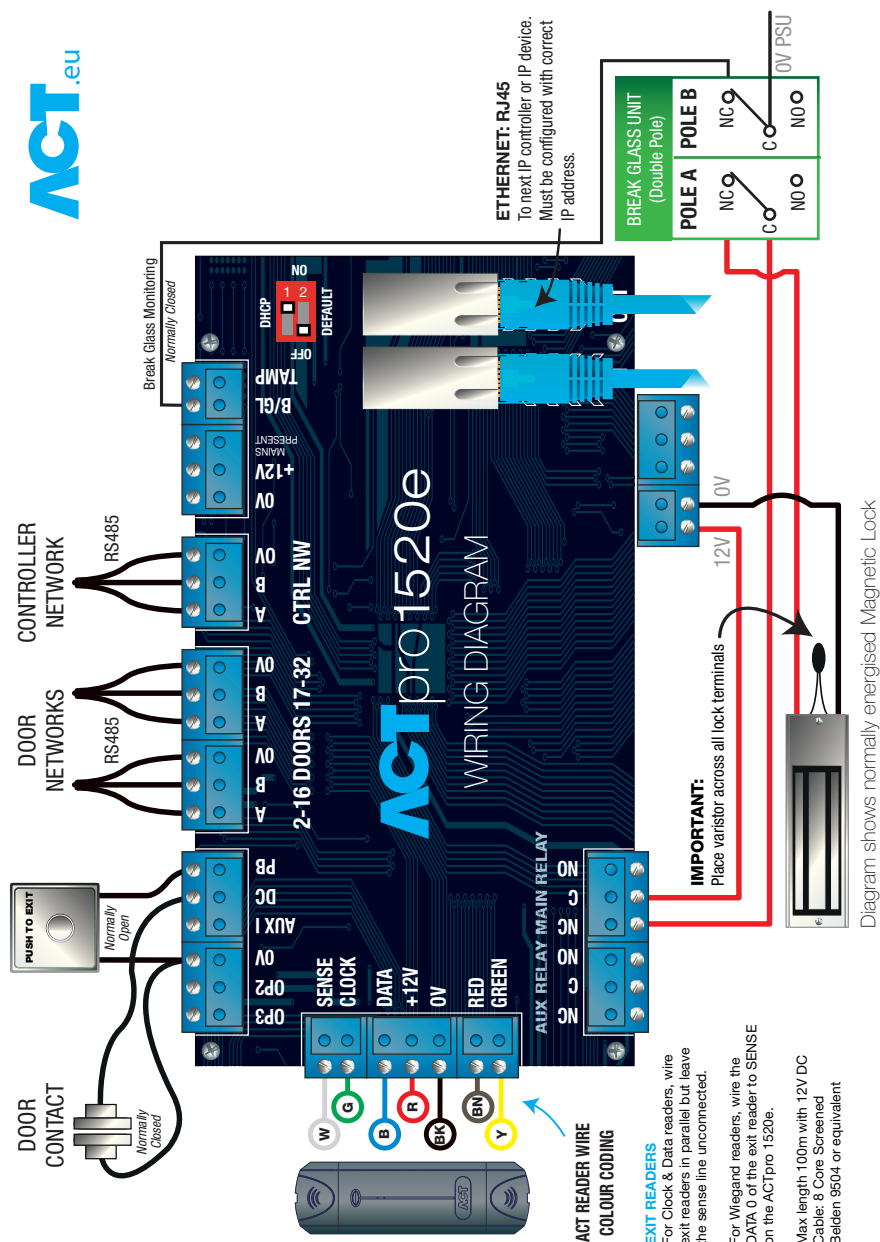 ACT.eu
CONTROLLER
NETWORK
RS485
DOOR
NETWORKS
RS485
Break Glass Monitoring
Normally Closed
PUSH TO EXIT
Normally
Open
DOOR
CONTACT
Normally
Closed
OP3
OP2
0V
AUX I
DC
PB
A
B
0V
A
B
0V
2-16 DOORS 17-32
A
B
0V
CTRL NW
0V
+12V
MAINS
PRESENT
B/GL
TAMP
DHCP
ON
1 2
OFF
DEFAULT
ETHERNET: RJ45
To next IP controller or IP device.
Must be configured with correct
IP address.
ACTpro 1520e
WIRING DIAGRAM
SENSE
CLOCK
DATA
+12V
0V
RED
GREEN
W
G
B
R
BK
BN
Y
ACT
ACT READER WIRE
COLOUR CODING
AUX RELAY MAIN RELAY
NC
C
NO
NC
C
NO
12V
0V
BREAK GLASS UNIT
(Double Pole)
POLE A
POLE B
NC
C
NO
NC
C
NO
0V PSU
IMPORTANT:
Place varistor across all lock terminals
Diagram shows normally energised Magnetic Lock
EXIT READERS
For Clock & Data readers, wire
exit readers in parallel but leave
the sense line unconnected.
For Wiegand readers, wire the
DATA 0 of the exit reader to SENSE
on the ACTpro 1520e.
Max length 100m with 12V DC
Cable: 8 Core Screened
Belden 9504 or equivalent